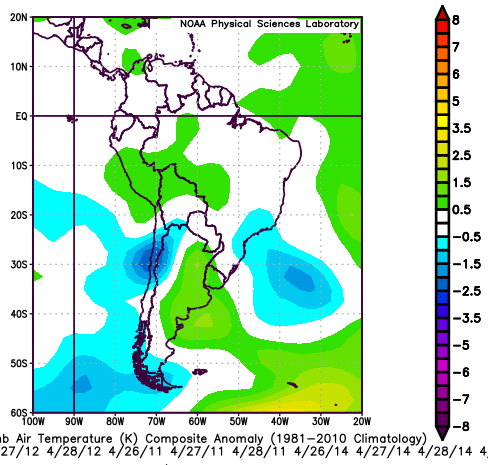 NOAA Physical Sciences Laboratory
20N
10N
EQ
10S
20S
30S
40S
50S
60S
100W 90W 80W 70W 60W 50W 40W 30W 20W
8
7
6
5
3.5
2.5
1.5
0.5
−0.5
−1.5
−2.5
−3.5
−5
−6
−7
−8
Air Temperature (K) Composite Anomaly (1981−2010 Climatology)
27/12 4/28/12 4/26/11 4/27/11 4/28/11 4/26/14 4/27/14 4/28/14